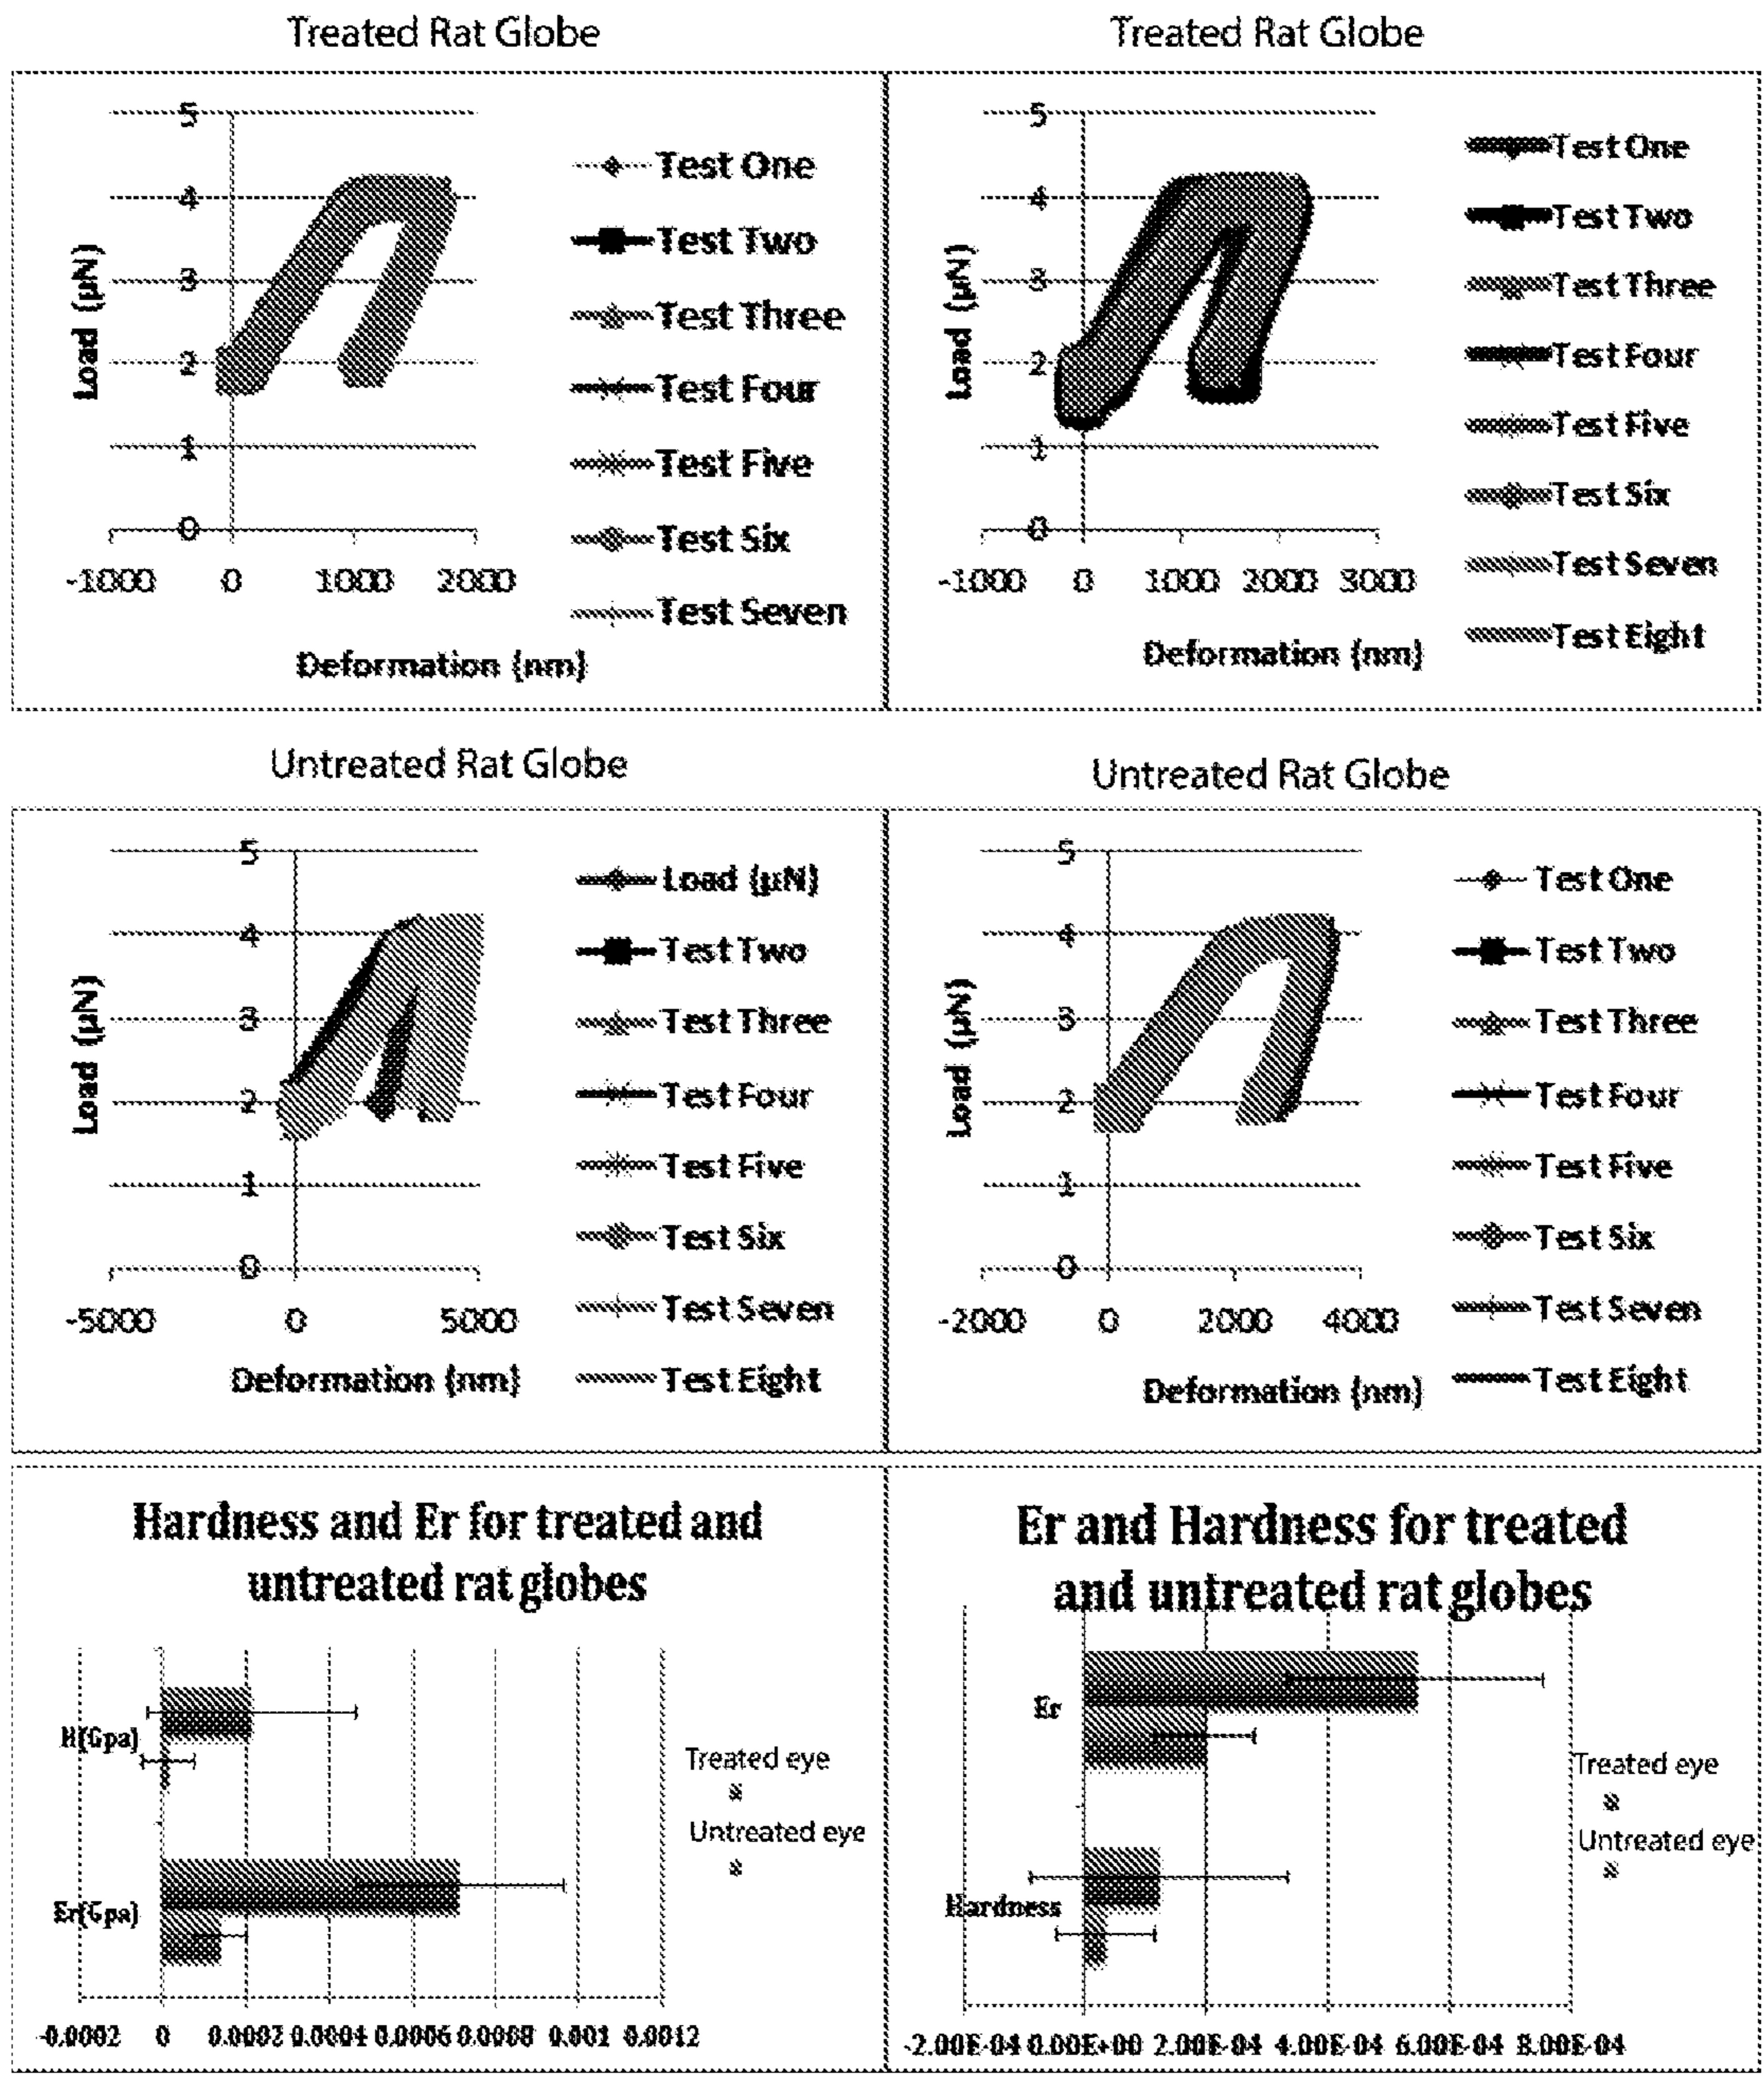 Treated Rat Globe
5
4
3
2
1
0
-1000 0 1000 2000
Load (µN)
Deformation (nm)
Test One
Test Two
Test Three
Test Four
Test Five
Test Six
Test Seven
Treated Rat Globe
5
4
3
2
1
0
-1000 0 1000 2000 3000
Load (µN)
Deformation (nm)
Test One
Test Two
Test Three
Test Four
Test Five
Test Six
Test Seven
Test Eight
Untreated Rat Globe
5
4
3
2
1
0
-5000 0 5000
Load (µN)
Deformation (nm)
Load (µN)
Test Two
Test Three
Test Four
Test Five
Test Six
Test Seven
Test Eight
Untreated Rat Globe
5
4
3
2
1
0
-2000 0 2000 4000
Load (µN)
Deformation (nm)
Test One
Test Two
Test Three
Test Four
Test Five
Test Six
Test Seven
Test Eight
Hardness and Er for treated and
untreated rat globes
H(Gpa)
Er(Gpa)
-0.0002 0 0.0002 0.0004 0.0006 0.0008 0.001 0.0012
Treated eye
Untreated eye
Er and Hardness for treated
and untreated rat globes
Er
Hardness
-2.00E-04 0.00E+00 2.00E-04 4.00E-04 6.00E-04 8.00E-04
Treated eye
Untreated eye